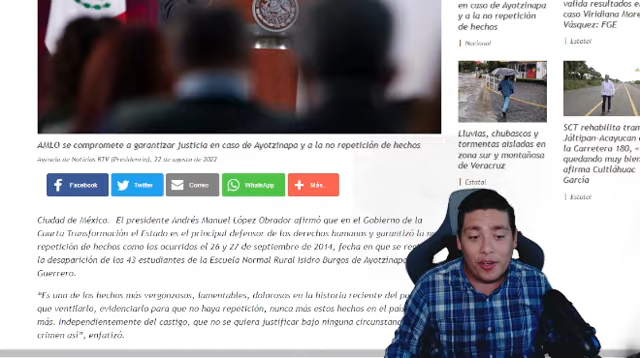 en caso de Ayotzinapa
y a la no repetición de
hechos
Nacional
valida resultados
caso Viridiana
Vásquez: FGE
Estatal
AMLO se compromete a garantizar justicia en caso de Ayotzinapa y a la no repetición de hechos
Agencia de Noticias RTV (Presidencia), 22 de agosto de 2022
Facebook
Twitter
Correo
WhatsApp
Más...
Lluvias, chubascos y
tormentas aisladas en
zona sur y montañosa
de Veracruz
Estatal
SCT rehabilita
Jáltipan-Acayucan
la Carretera 180,
quedando muy bien
afirma Cuitláhuac
García
Estatal
Ciudad de México. El presidente Andrés Manuel López Obrador afirmó que en el Gobierno de la
Cuarta Transformación el Estado es el principal defensor de los derechos humanos y garantizó la
repetición de hechos como los ocurridos el 26 y 27 de septiembre de 2014, fecha en que se
la desaparición de los 43 estudiantes de la Escuela Normal Rural Isidro Burgos de Ayotzinapa
Guerrero.
"Es uno de los hechos más vergonzosos, lamentables, dolorosos en la historia reciente del
que ventilarlo, evidenciarlo para que no haya repetición, nunca más estos hechos en el
más. Independientemente del castigo, que no se quiera justificar bajo ninguna
crimen así", enfatizó.